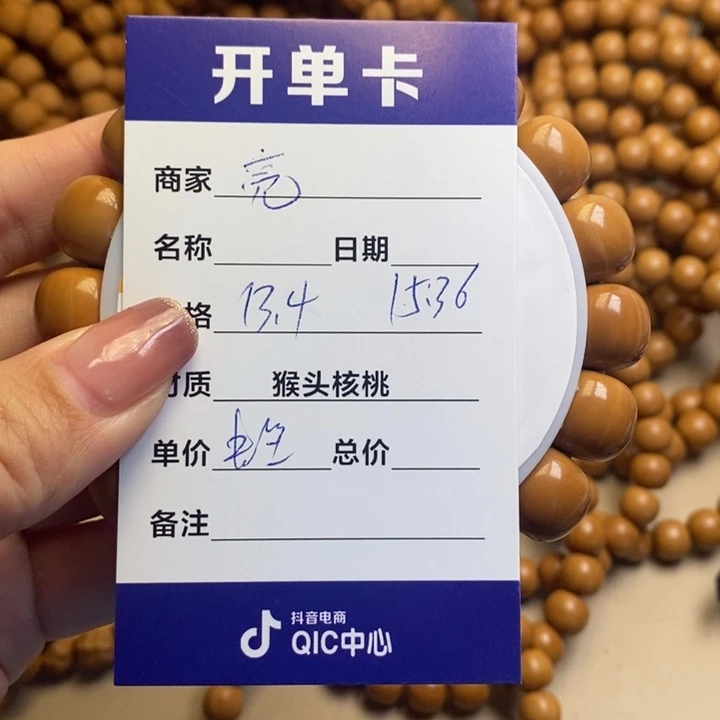 开单卡
商家 亮
名称 日期
格 13.4 15:36
材质 猴头核桃
单价 总价
备注
抖音电商
QIC中心